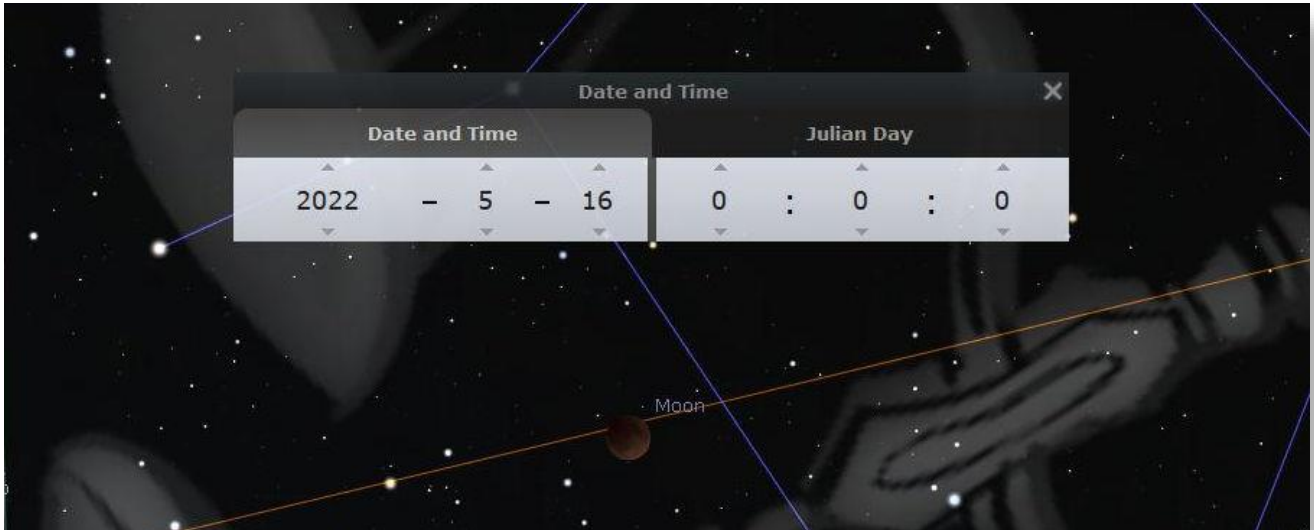 Date and Time
Date and Time Julian Day
2022 – 5 – 16 0 : 0 : 0
Moon